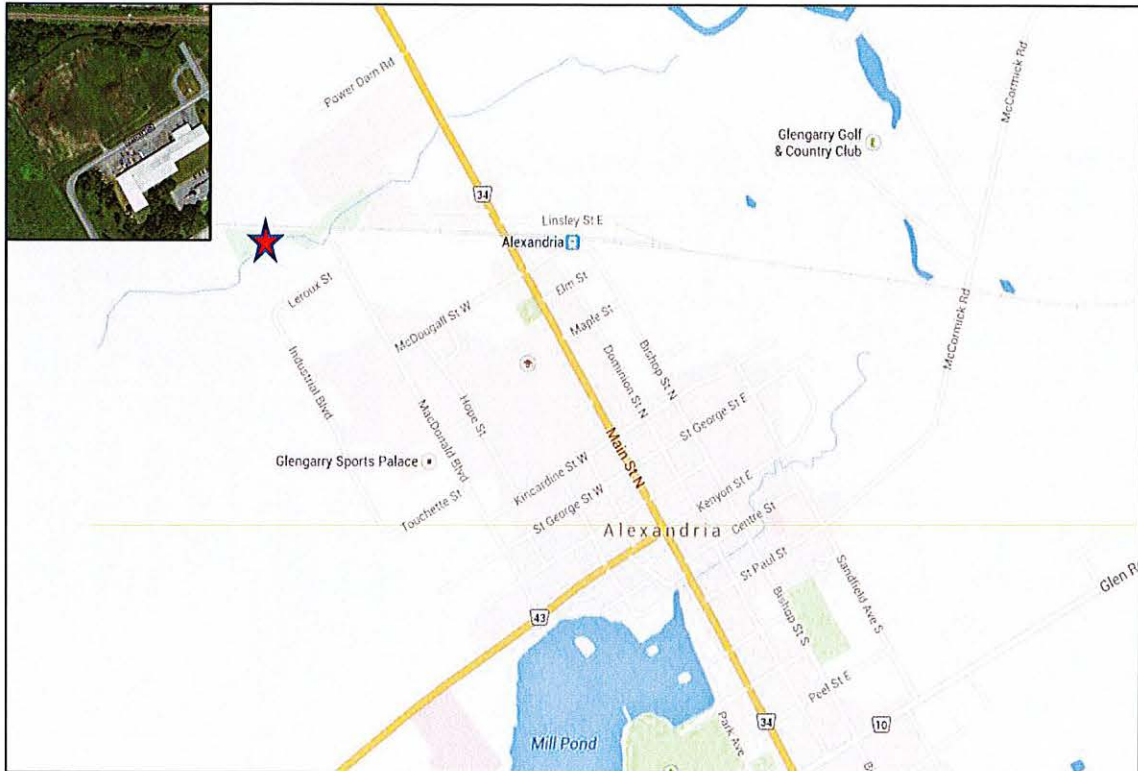 Power Dam Rd
McCormick Rd
Glengarry Golf
& Country Club
34
Linsley St E
Alexandria
Leroux St
Elm St
McDougall St W
Maple St
McCormick Rd
Industrial Blvd
Dominion St N
Bishop St N
Hope St
MacDonald Blvd
St George St E
Main St N
Glengarry Sports Palace
Kincardine St W
Touchette St
St George St W
Kenyon St E
Centre St
Alexandria
St Paul St
Sandfield Ave S
Glen R
Bishop St S
43
Peel St E
Park Ave
34
10
Mill Pond